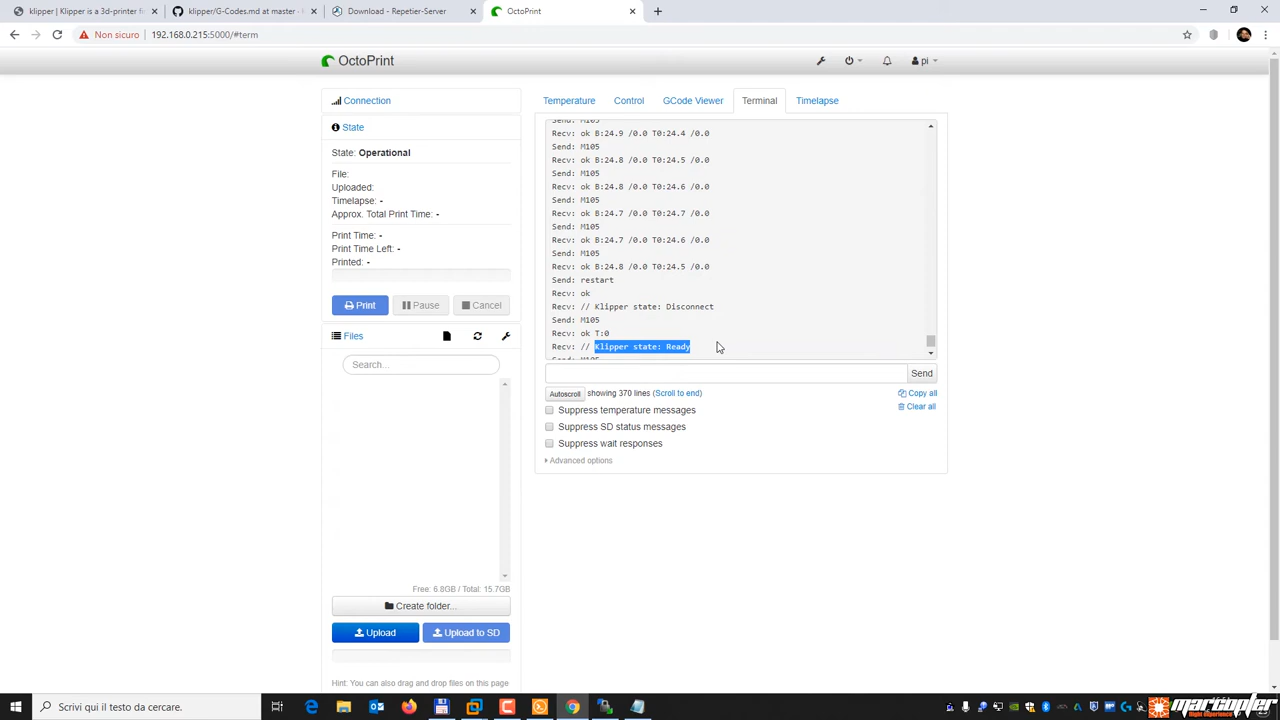 klipper | Klipper is a 3d-printer fi
klipper/G-Codes.md at master · k
Download – Repetier-Server
OctoPrint
Non sicuro
192.168.0.215:5000/#term
OctoPrint
pi
Connection
State
State: Operational
File:
Uploaded:
Timelapse: -
Approx. Total Print Time: -
Print Time: -
Print Time Left: -
Printed: -
Print
Pause
Cancel
Files
Search...
Free: 6.8GB / Total: 15.7GB
Create folder...
Upload
Upload to SD
Hint: You can also drag and drop files on this page
Temperature
Control
GCode Viewer
Terminal
Timelapse
Send: M105
Recv: ok B:24.9 /0.0 T0:24.4 /0.0
Send: M105
Recv: ok B:24.8 /0.0 T0:24.5 /0.0
Send: M105
Recv: ok B:24.8 /0.0 T0:24.6 /0.0
Send: M105
Recv: ok B:24.7 /0.0 T0:24.7 /0.0
Send: M105
Recv: ok B:24.7 /0.0 T0:24.6 /0.0
Send: M105
Recv: ok B:24.8 /0.0 T0:24.5 /0.0
Send: restart
Recv: ok
Recv: // Klipper state: Disconnect
Send: M105
Recv: ok T:0
Recv: // Klipper state: Ready
Send: M105
Send
Autoscroll showing 370 lines (Scroll to end)
Copy all
Clear all
Suppress temperature messages
Suppress SD status messages
Suppress wait responses
Advanced options
Scrivi qui il testo da cercare.
marcopter